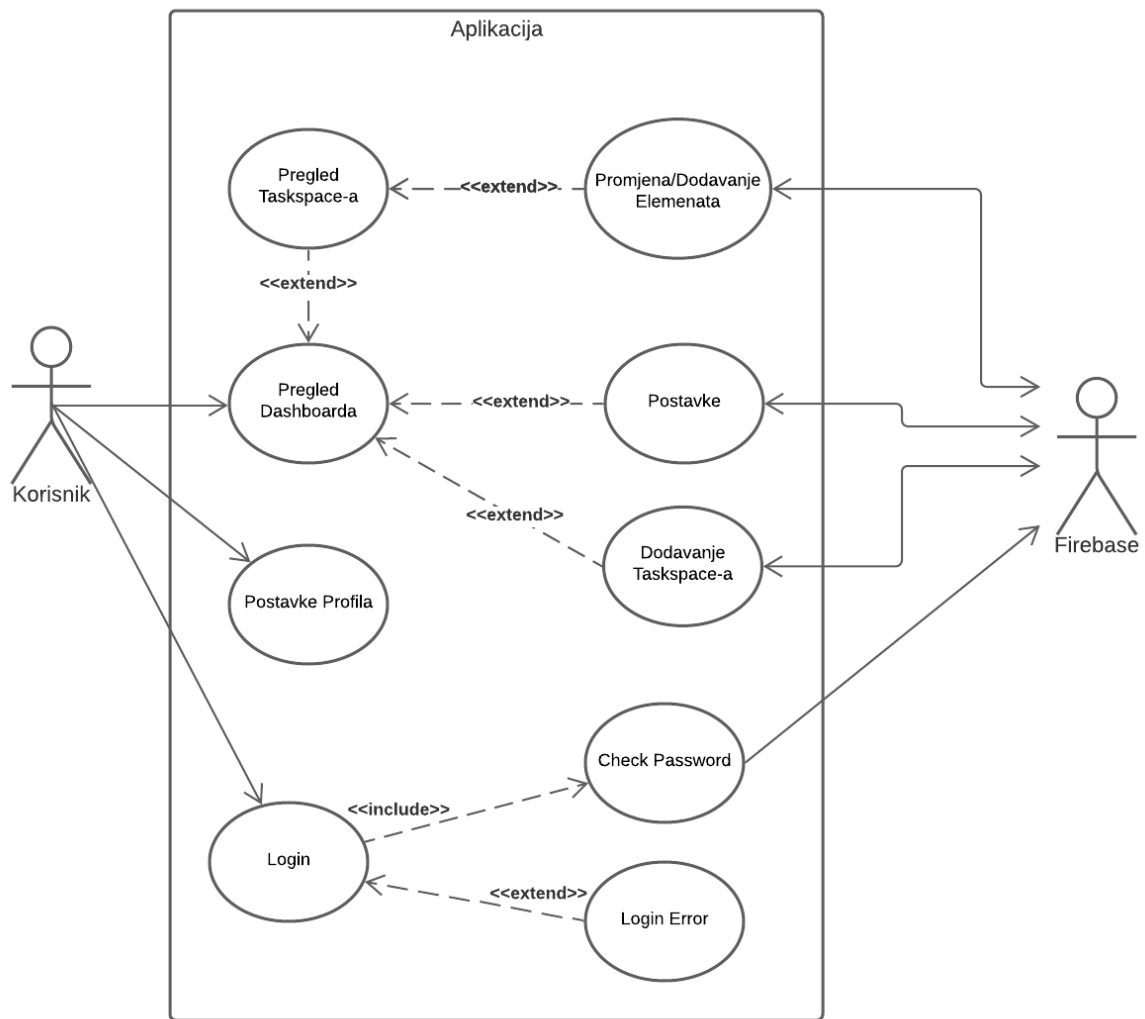 Aplikacija
Pregled
Taskspace-a
<<extend>>
Promjena/Dodavanje
Elemenata
<<extend>>
Pregled
Dashboarda
<<extend>>
Postavke
Korisnik
<<extend>>
Dodavanje
Taskspace-a
Firebase
Postavke Profila
Check Password
<<include>>
Login
<<extend>>
Login Error